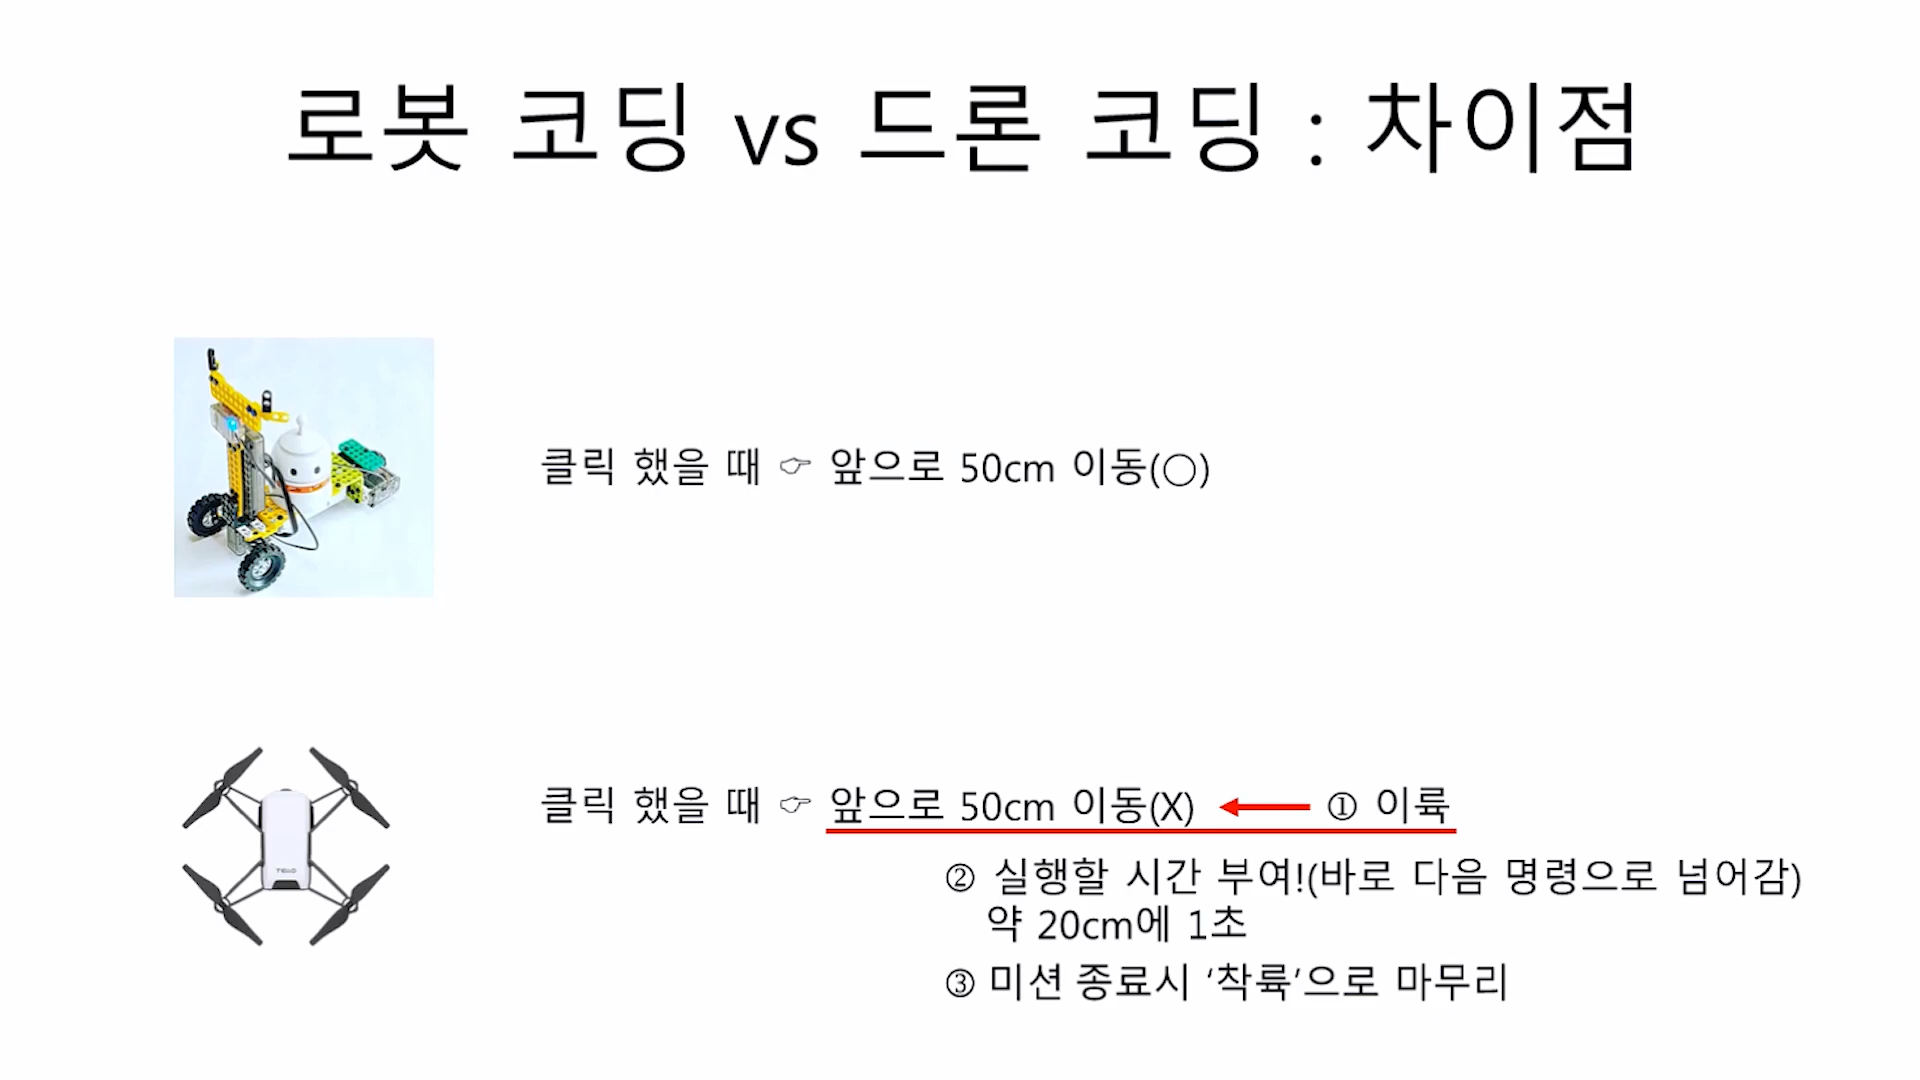 로봇 코딩 vs 드론 코딩 : 차이점
클릭 했을 때 ☞ 앞으로 50cm 이동(○)
클릭 했을 때 ☞ 앞으로 50cm 이동(X) ← ① 이륙
② 실행할 시간 부여!(바로 다음 명령으로 넘어감)
약 20cm에 1초
③ 미션 종료시 ‘착륙’으로 마무리
TELLO